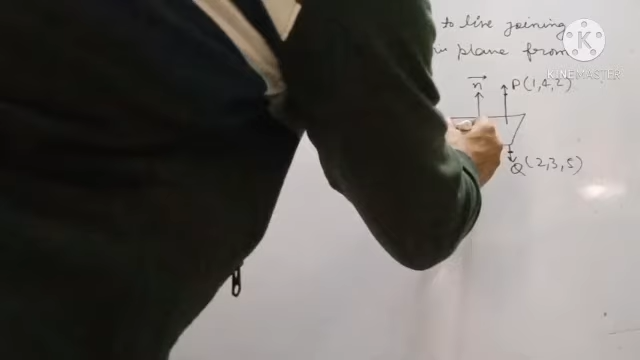 to line joining
plane from
K
KINEMASTER
n P(1,4,2)
Q(2,3,5)